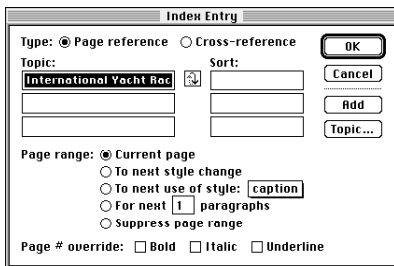 Index Entry
Type: Page reference Cross-reference OK
Topic: Sort: Cancel
International Yacht Rac
Add
Topic...
Page range: Current page
To next style change
To next use of style: caption
For next 1 paragraphs
Suppress page range
Page # override: Bold Italic Underline